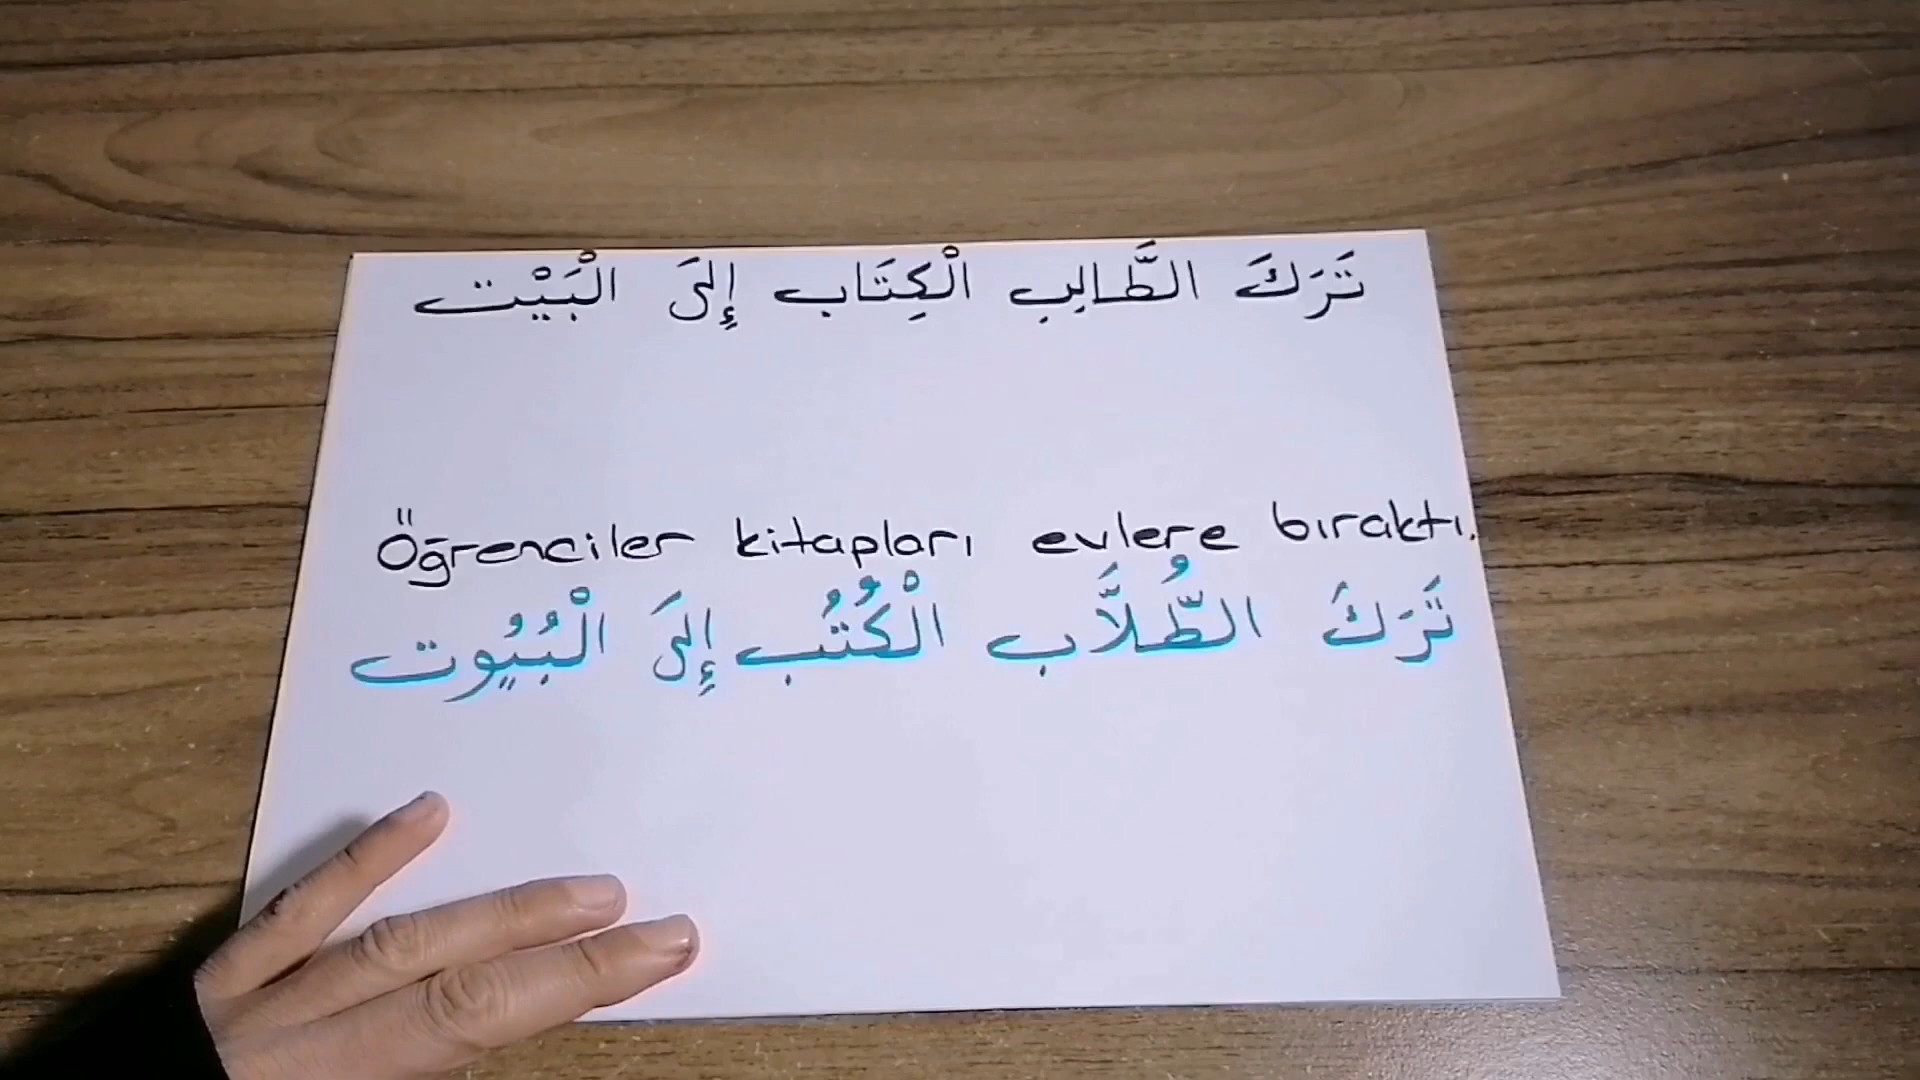 تَرَكَ الطَّالِب الْكِتَاب إِلَى الْبَيْت
Öğrenciler kitapları evlere bıraktı.
تَرَكَ الطُّلَّاب الْكُتُب إِلَى الْبُيُوت